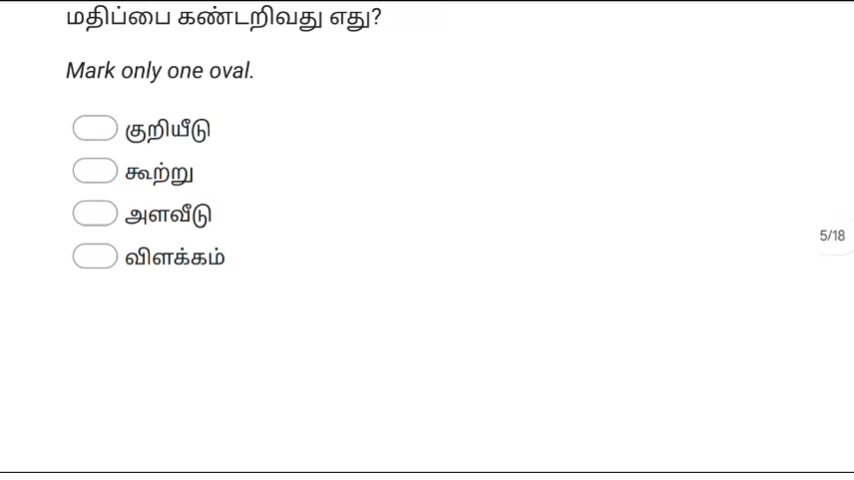 மதிப்பை கண்டறிவது எது?
Mark only one oval.
குறியீடு
கூற்று
அளவீடு
விளக்கம்
5/18